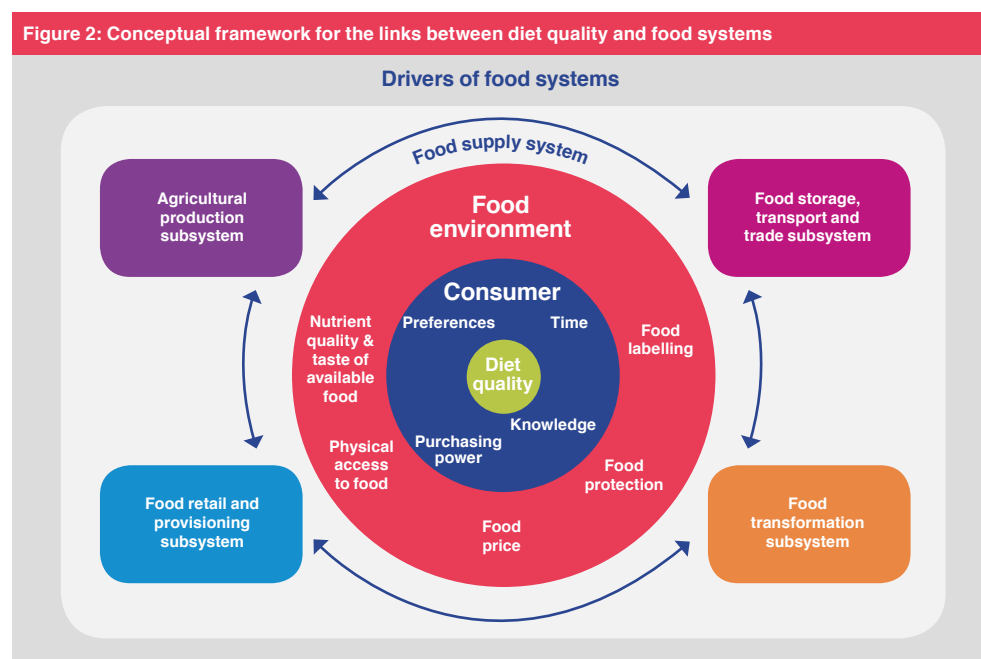 Figure 2: Conceptual framework for the links between diet quality and food systems
Drivers of food systems
Food supply system
Agricultural
production
subsystem
Food storage,
transport and
trade subsystem
Food
environment
Consumer
Preferences
Time
Nutrient
quality &
taste of
available
food
Food
labelling
Diet
quality
Knowledge
Purchasing
power
Physical
access
to food
Food
protection
Food
price
Food retail and
provisioning
subsystem
Food
transformation
subsystem